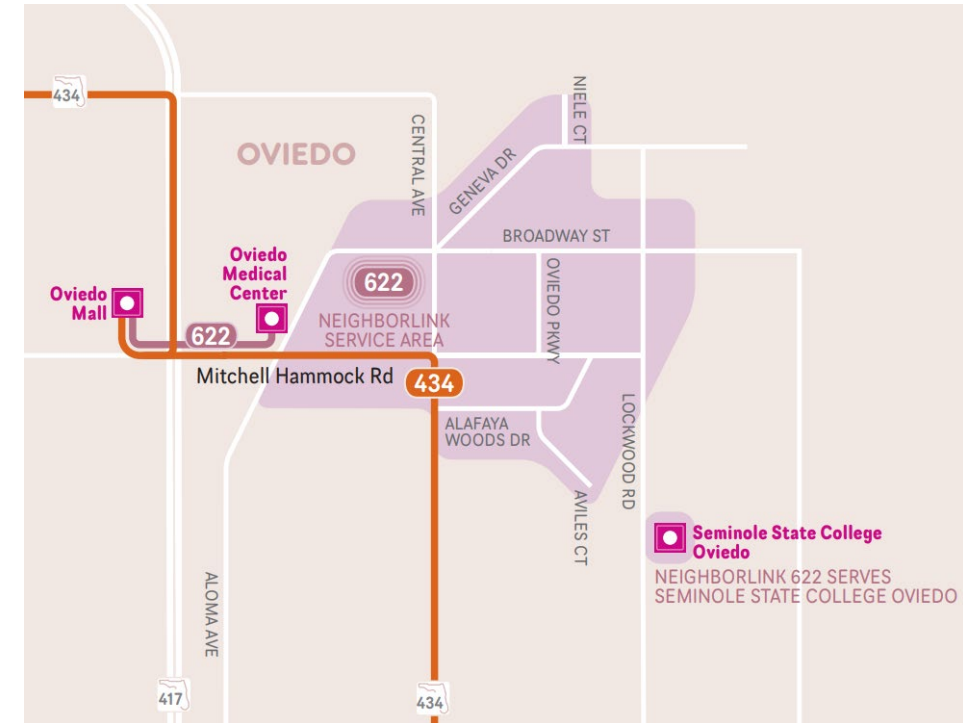 434
NIELE CT
CENTRAL AVE
OVIEDO
GENEVA DR
BROADWAY ST
Oviedo
Medical
Center
622
OVIEDO PKWY
Oviedo
Mall
NEIGHBORLINK
SERVICE AREA
622
Mitchell Hammock Rd
434
ALAFAYA
WOODS DR
LOCKWOOD RD
AVILES CT
Seminole State College
Oviedo
NEIGHBORLINK 622 SERVES
SEMINOLE STATE COLLEGE OVIEDO
ALOMA AVE
417
434